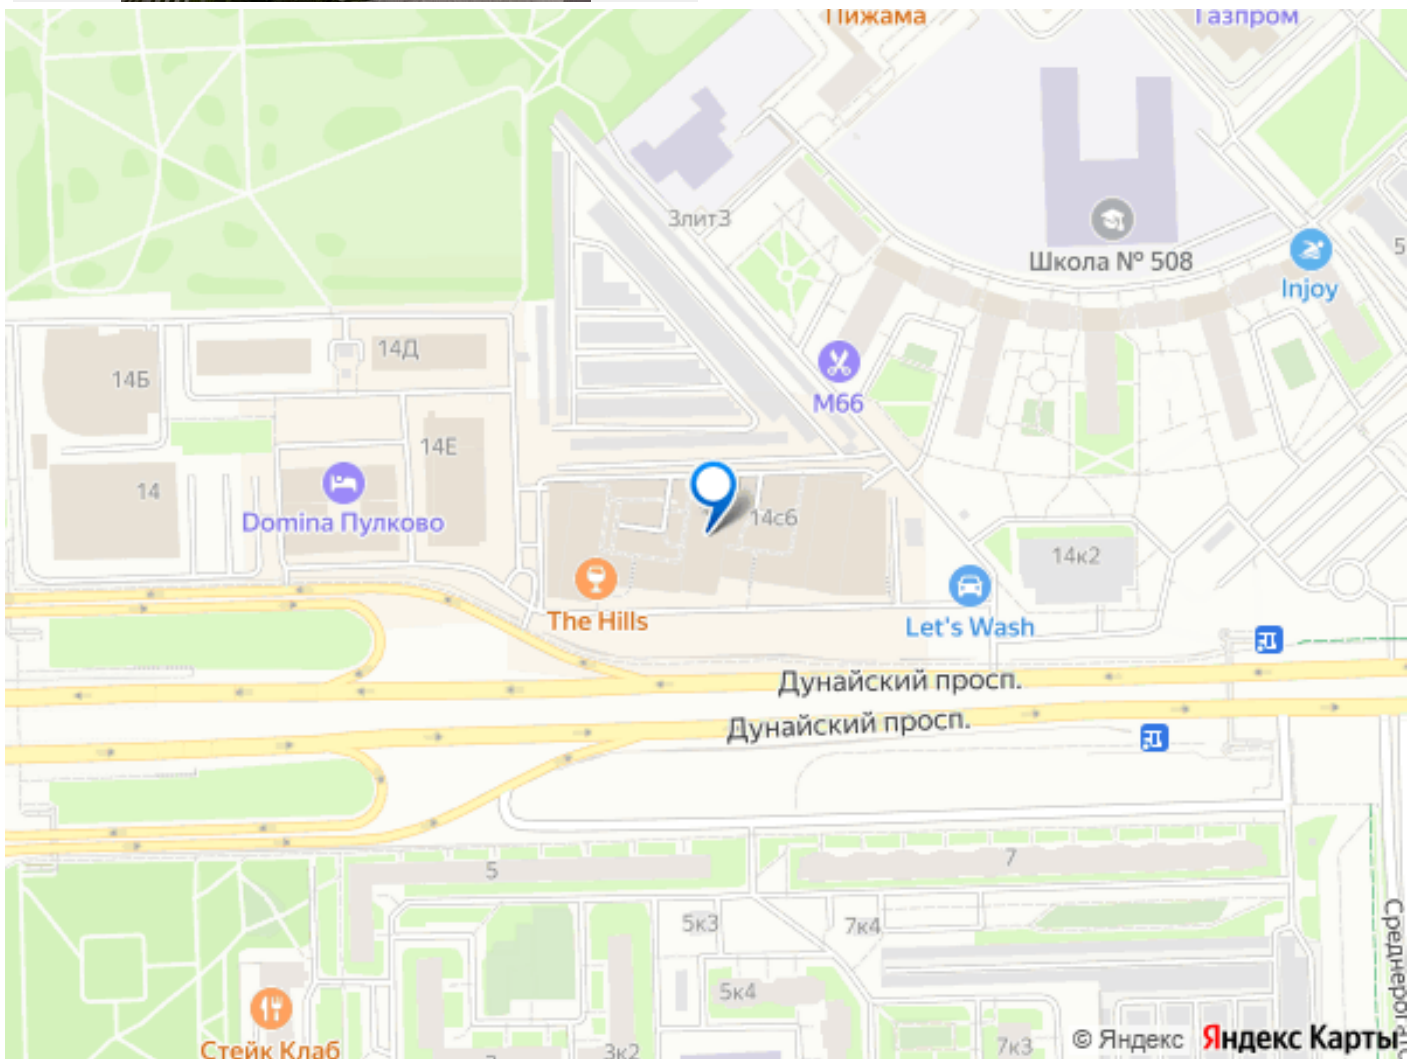 Пижама
Газпром
3литЗ
Школа № 508
5
Injoy
14Д
14Б
М66
14Е
14
Domina Пулково
14с6
14к2
The Hills
Let's Wash
Дунайский просп.
Дунайский просп.
5
7
5к3
7к4
5к4
Стейк Клаб
3к2
7к3
© Яндекс Яндекс Карты